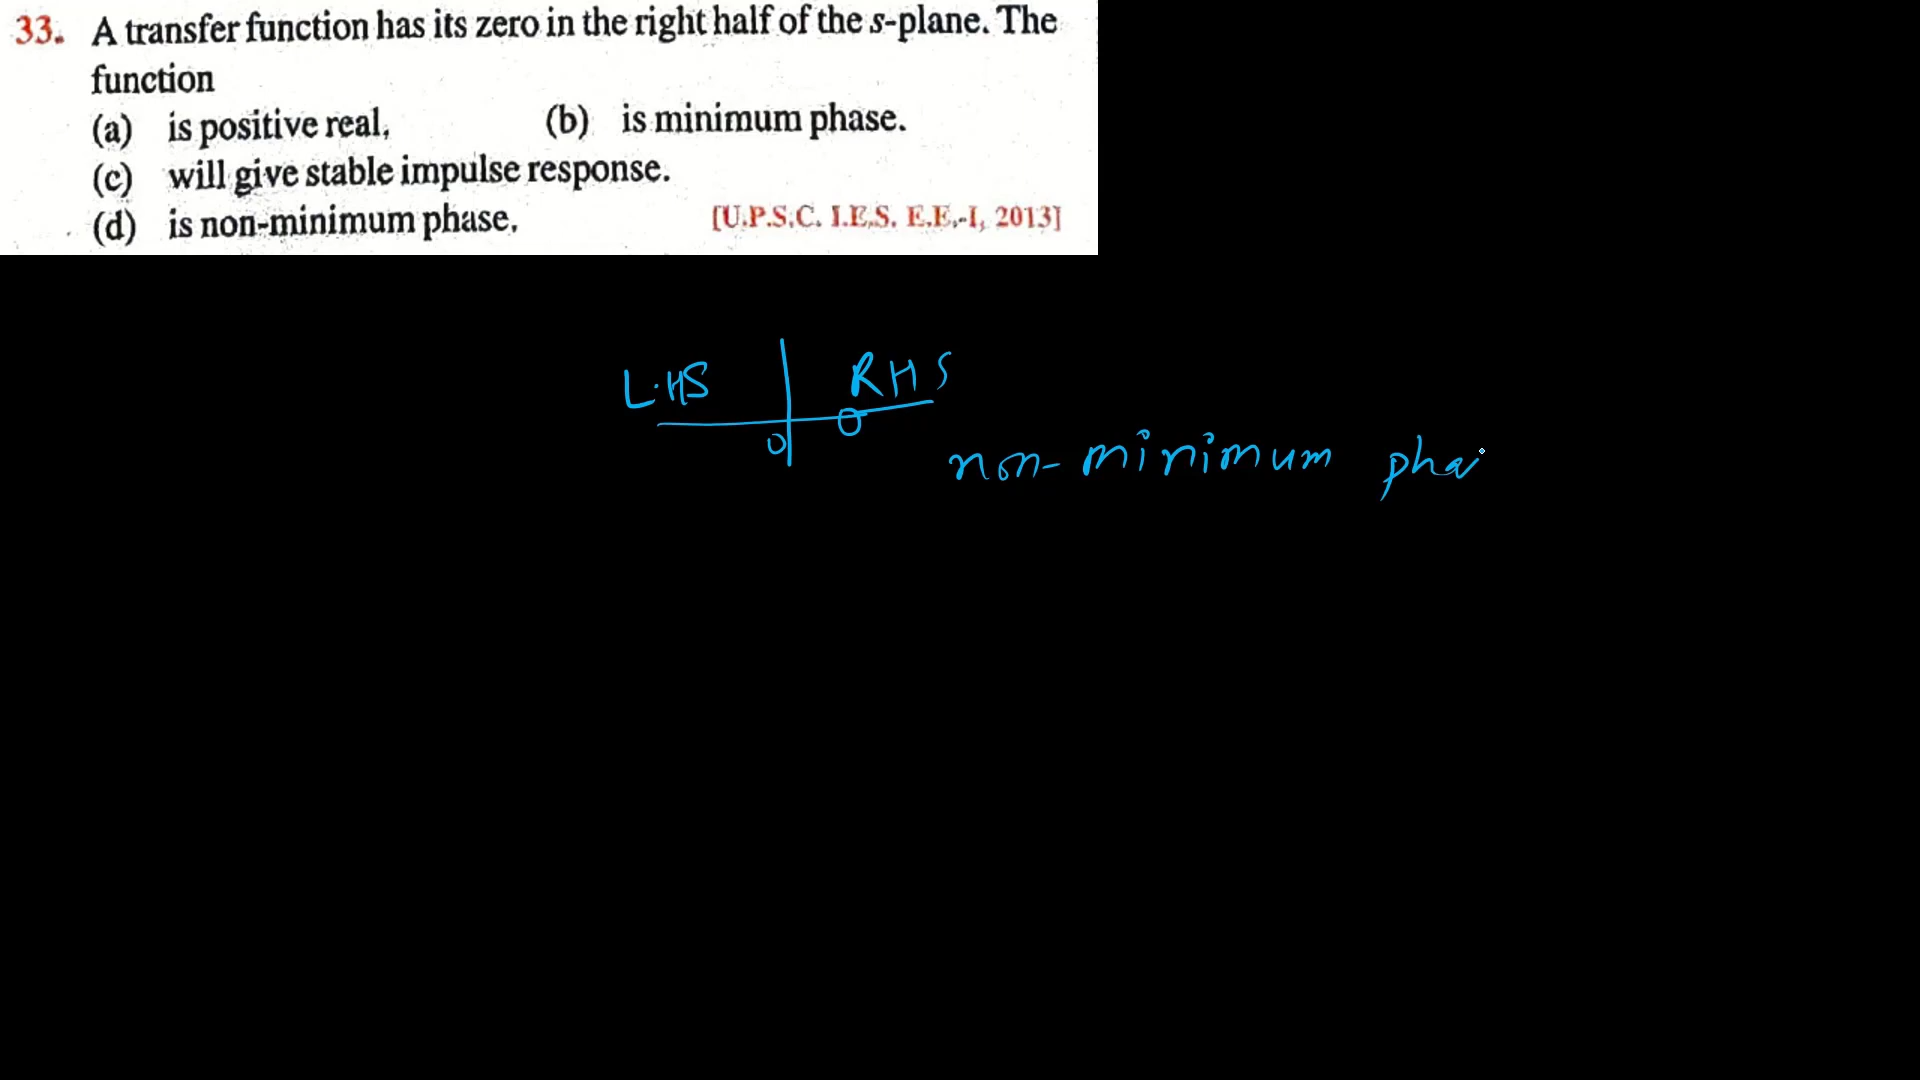 33. A transfer function has its zero in the right half of the s-plane. The
function
(a) is positive real, (b) is minimum phase.
(c) will give stable impulse response.
(d) is non-minimum phase, [U.P.S.C. I.E.S. E.E.-I, 2013]
L.HS RHS
0
non-minimum pha